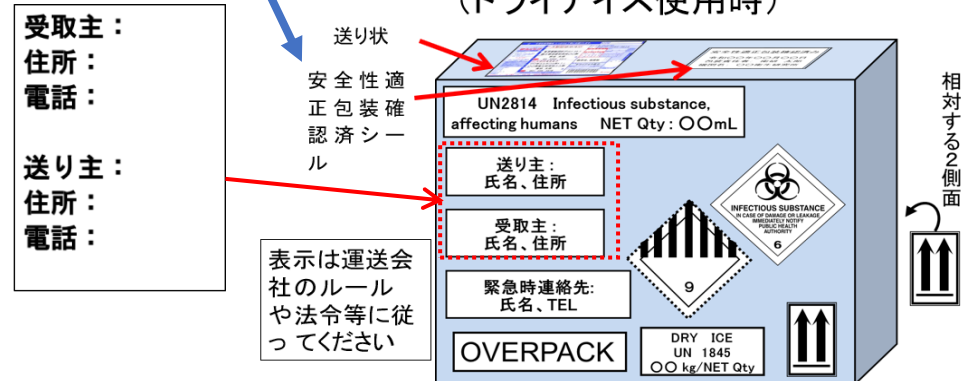 (ドライアイス使用時)
受取主：
住所：
電話：
送り主：
住所：
電話：
送り状
安全性適
正包装確
認済シー
ル
表示は運送会
社のルール
や法令等に従
ってください
UN2814 Infectious substance,
affecting humans NET Qty：〇〇mL
送り主：
氏名、住所
受取主：
氏名、住所
緊急時連絡先:
氏名、TEL
OVERPACK
INFECTIOUS SUBSTANCE
IN CASE OF DAMAGE OR LEAKAGE
IMMEDIATELY NOTIFY
PUBLIC HEALTH
AUTHORITY
6
9
DRY ICE
UN 1845
〇〇 kg/NET Qty
相対する2側面